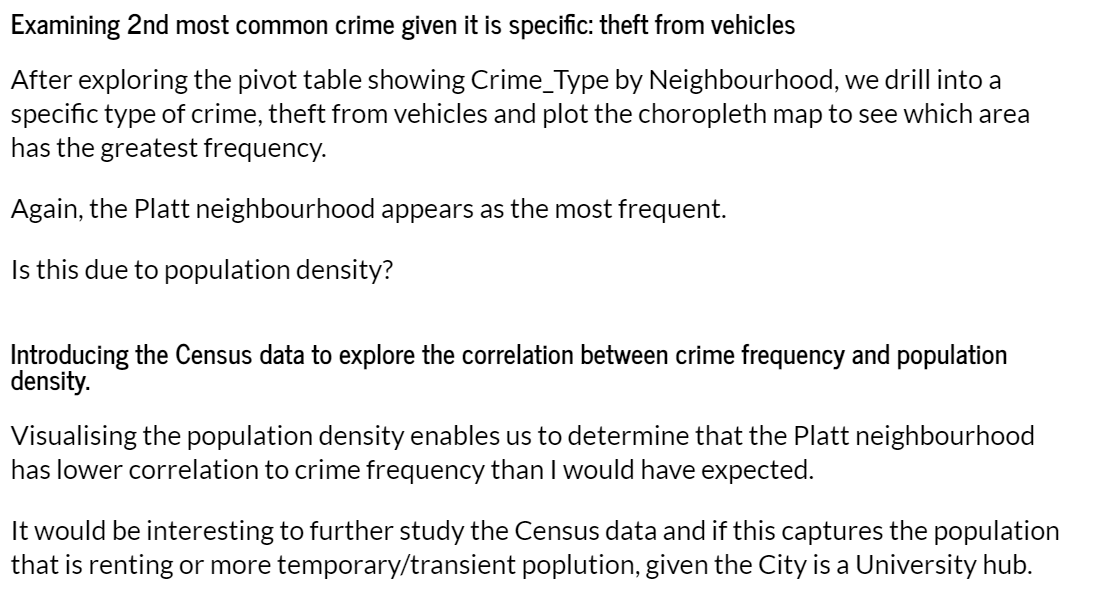 Examining 2nd most common crime given it is specific: theft from vehicles
After exploring the pivot table showing Crime_Type by Neighbourhood, we drill into a
specific type of crime, theft from vehicles and plot the choropleth map to see which area
has the greatest frequency.
Again, the Platt neighbourhood appears as the most frequent.
Is this due to population density?
Introducing the Census data to explore the correlation between crime frequency and population
density.
Visualising the population density enables us to determine that the Platt neighbourhood
has lower correlation to crime frequency than I would have expected.
It would be interesting to further study the Census data and if this captures the population
that is renting or more temporary/transient poplution, given the City is a University hub.